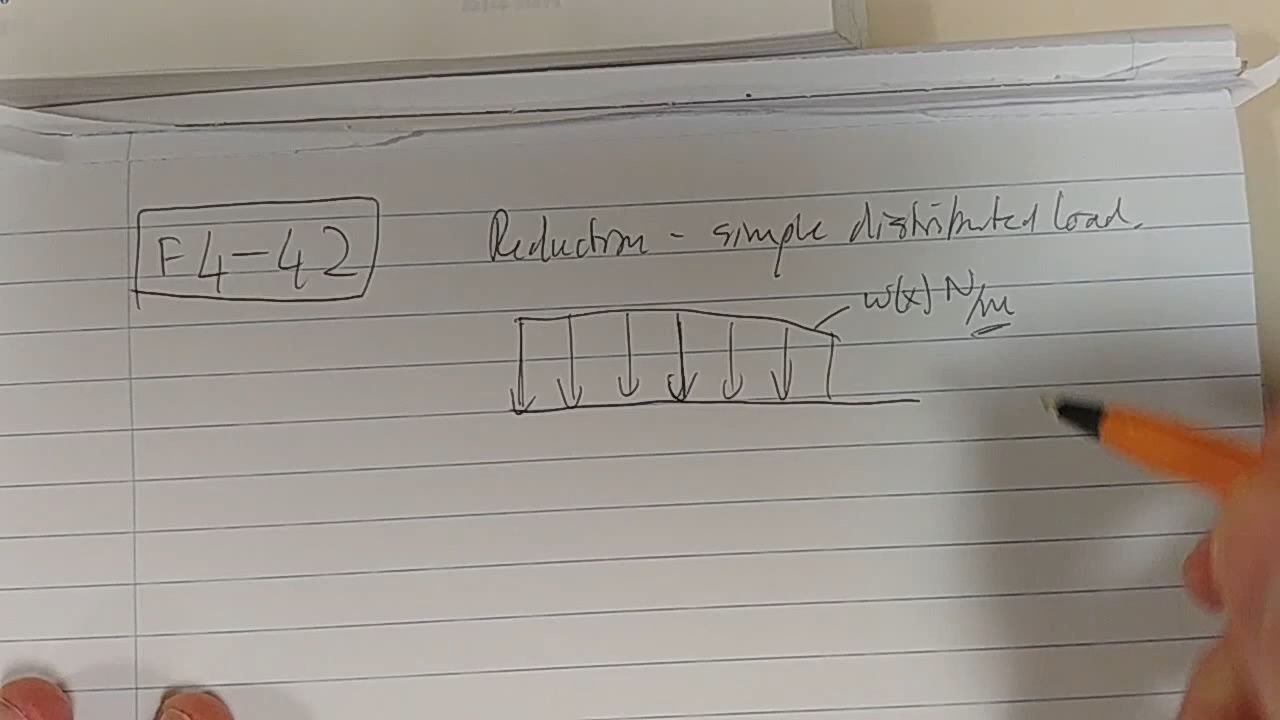 F4-42
Reduction - simple distributed load.
w(x) N/m